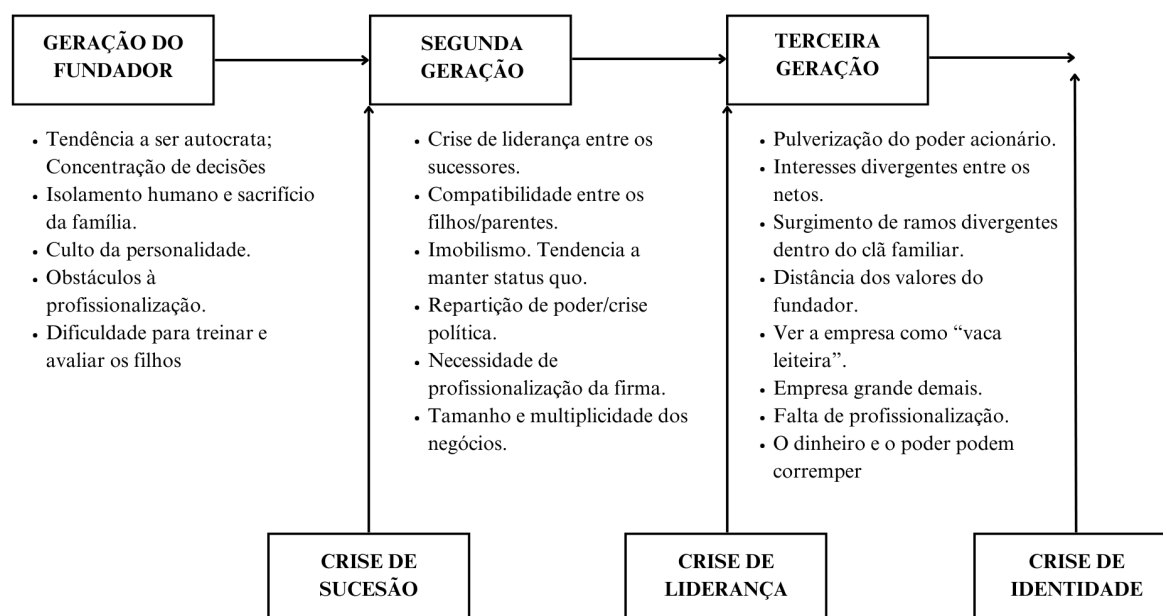 GERAÇÃO DO
FUNDADOR
SEGUNDA
GERAÇÃO
TERCEIRA
GERAÇÃO
• Tendência a ser autocrata;
Concentração de decisões
• Isolamento humano e sacrifício
da família.
• Culto da personalidade.
• Obstáculos à
profissionalização.
• Dificuldade para treinar e
avaliar os filhos
• Crise de liderança entre os
sucessores.
• Compatibilidade entre os
filhos/parentes.
• Imobilismo. Tendencia a
manter status quo.
• Repartição de poder/crise
política.
• Necessidade de
profissionalização da firma.
• Tamanho e multiplicidade dos
negócios.
• Pulverização do poder acionário.
• Interesses divergentes entre os
netos.
• Surgimento de ramos divergentes
dentro do clã familiar.
• Distância dos valores do
fundador.
• Ver a empresa como “vaca
leiteira”.
• Empresa grande demais.
• Falta de profissionalização.
• O dinheiro e o poder podem
corremper
CRISE DE
SUCESÃO
CRISE DE
LIDERANÇA
CRISE DE
IDENTIDADE